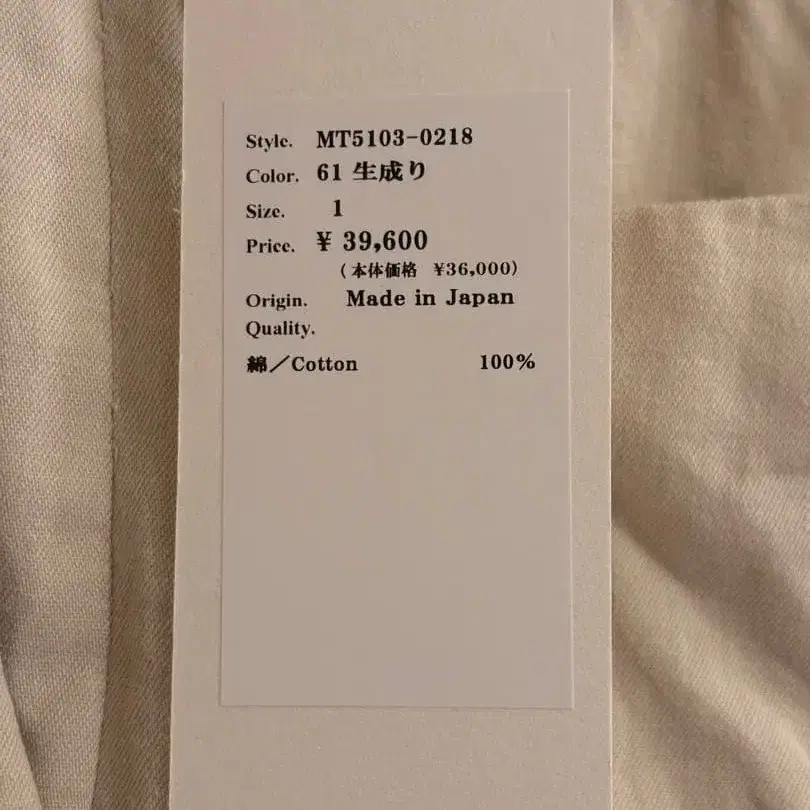 Style. MT5103-0218
Color. 61 生成り
Size. 1
Price. ¥ 39,600
(本体価格 ¥36,000)
Origin. Made in Japan
Quality.
綿／Cotton 100%